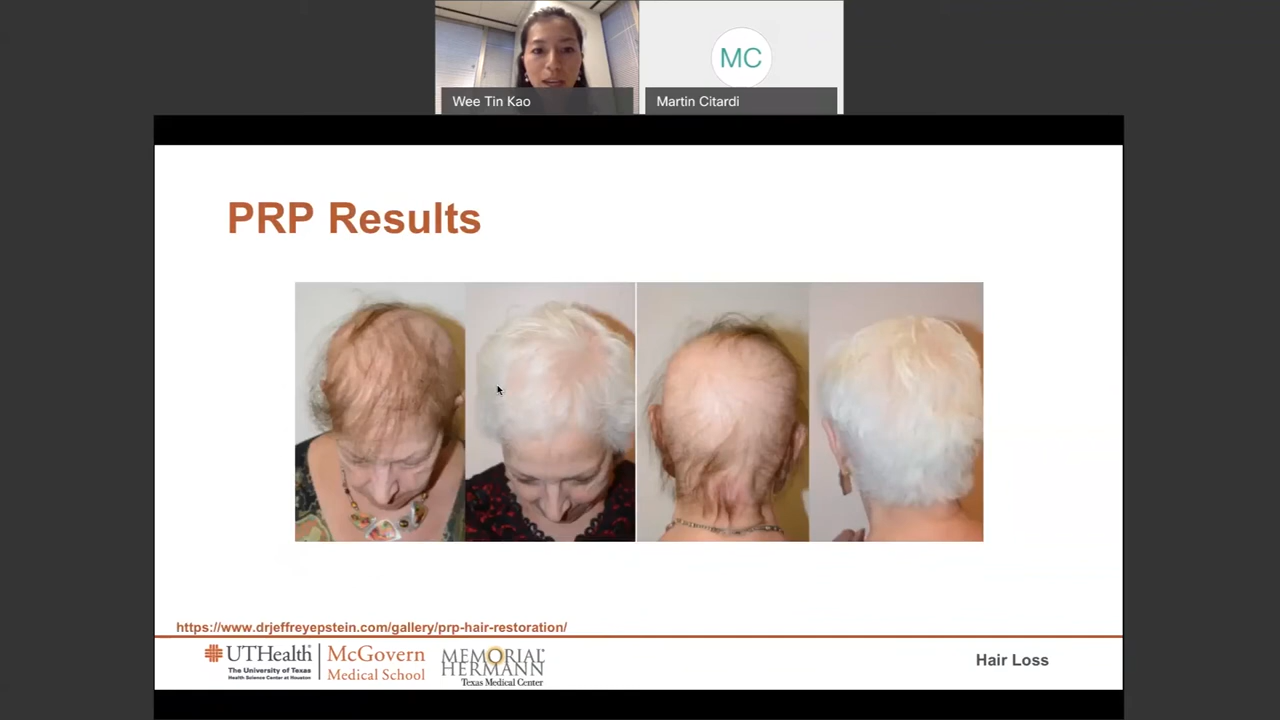 MC
Wee Tin Kao
Martin Citardi
PRP Results
https://www.drjeffreyepstein.com/gallery/prp-hair-restoration/
UTHealth
The University of Texas
Health Science Center at Houston
McGovern
Medical School
MEMORIAL
HERMANN
Texas Medical Center
Hair Loss